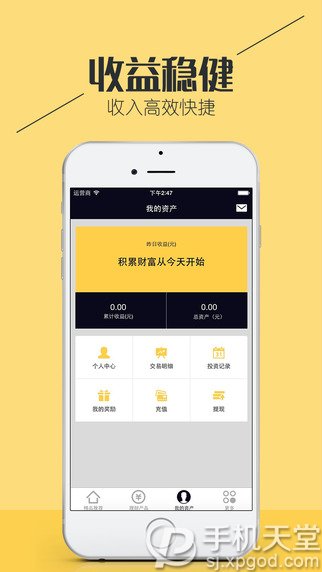 收益稳健
收入高效快捷
运营商 下午2:47
我的资产
昨日收益(元)
积累财富从今天开始
0.00 0.00
累计收益(元) 总资产（元）
31
个人中心 交易明细 投资记录
我的奖励 充值 提现
精品推荐 理财产品 我的资产 更多
手机天堂
sj.xpgod.com